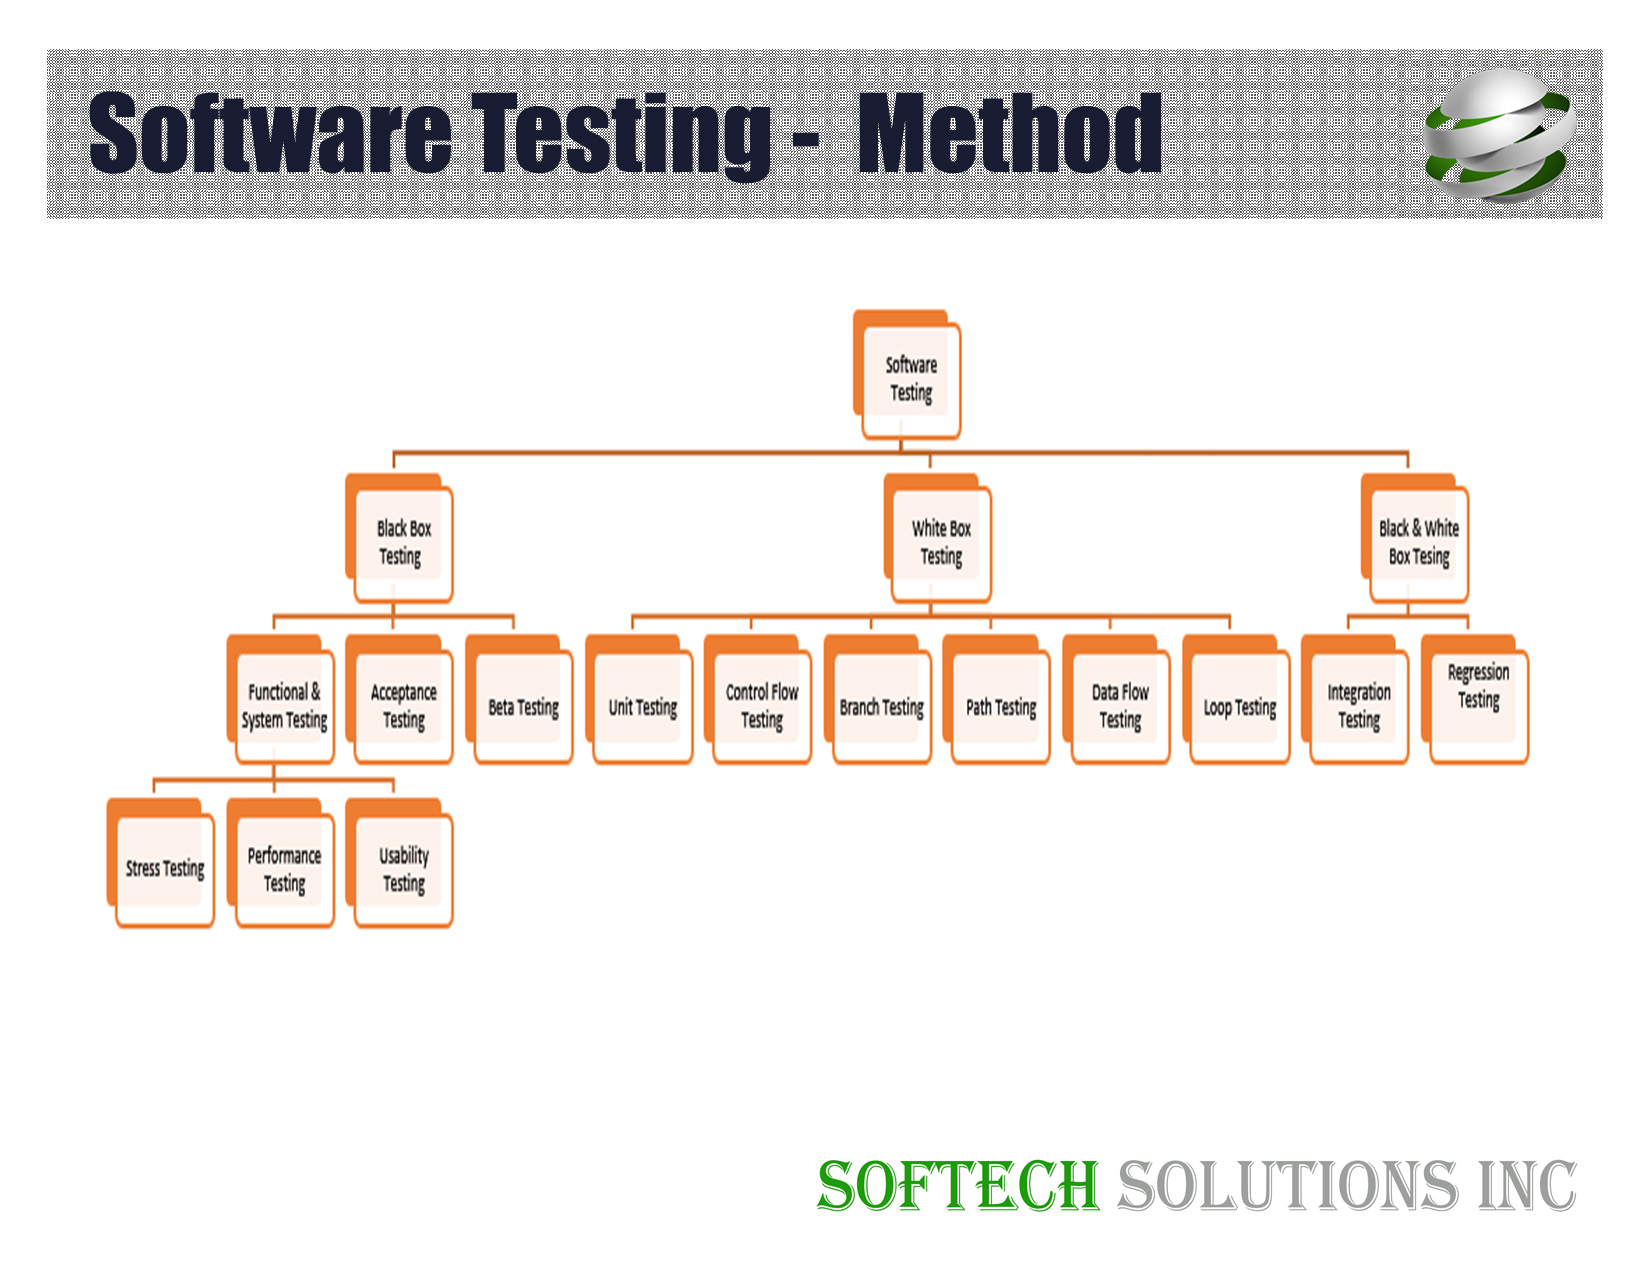 Software Testing - Method
Software
Testing
Black Box
Testing
White Box
Testing
Black & White
Box Tesing
Functional &
System Testing
Acceptance
Testing
Beta Testing
Unit Testing
Control Flow
Testing
Branch Testing
Path Testing
Data Flow
Testing
Loop Testing
Integration
Testing
Regression
Testing
Stress Testing
Performance
Testing
Usability
Testing
SOFTECH SOLUTIONS INC